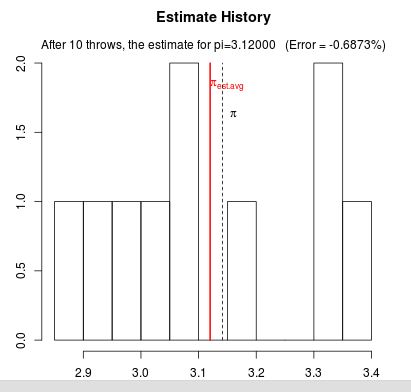 Estimate History
After 10 throws, the estimate for pi=3.12000 (Error = -0.6873%)
2.0
πest.avg
π
1.5
1.0
0.5
0.0
2.9 3.0 3.1 3.2 3.3 3.4